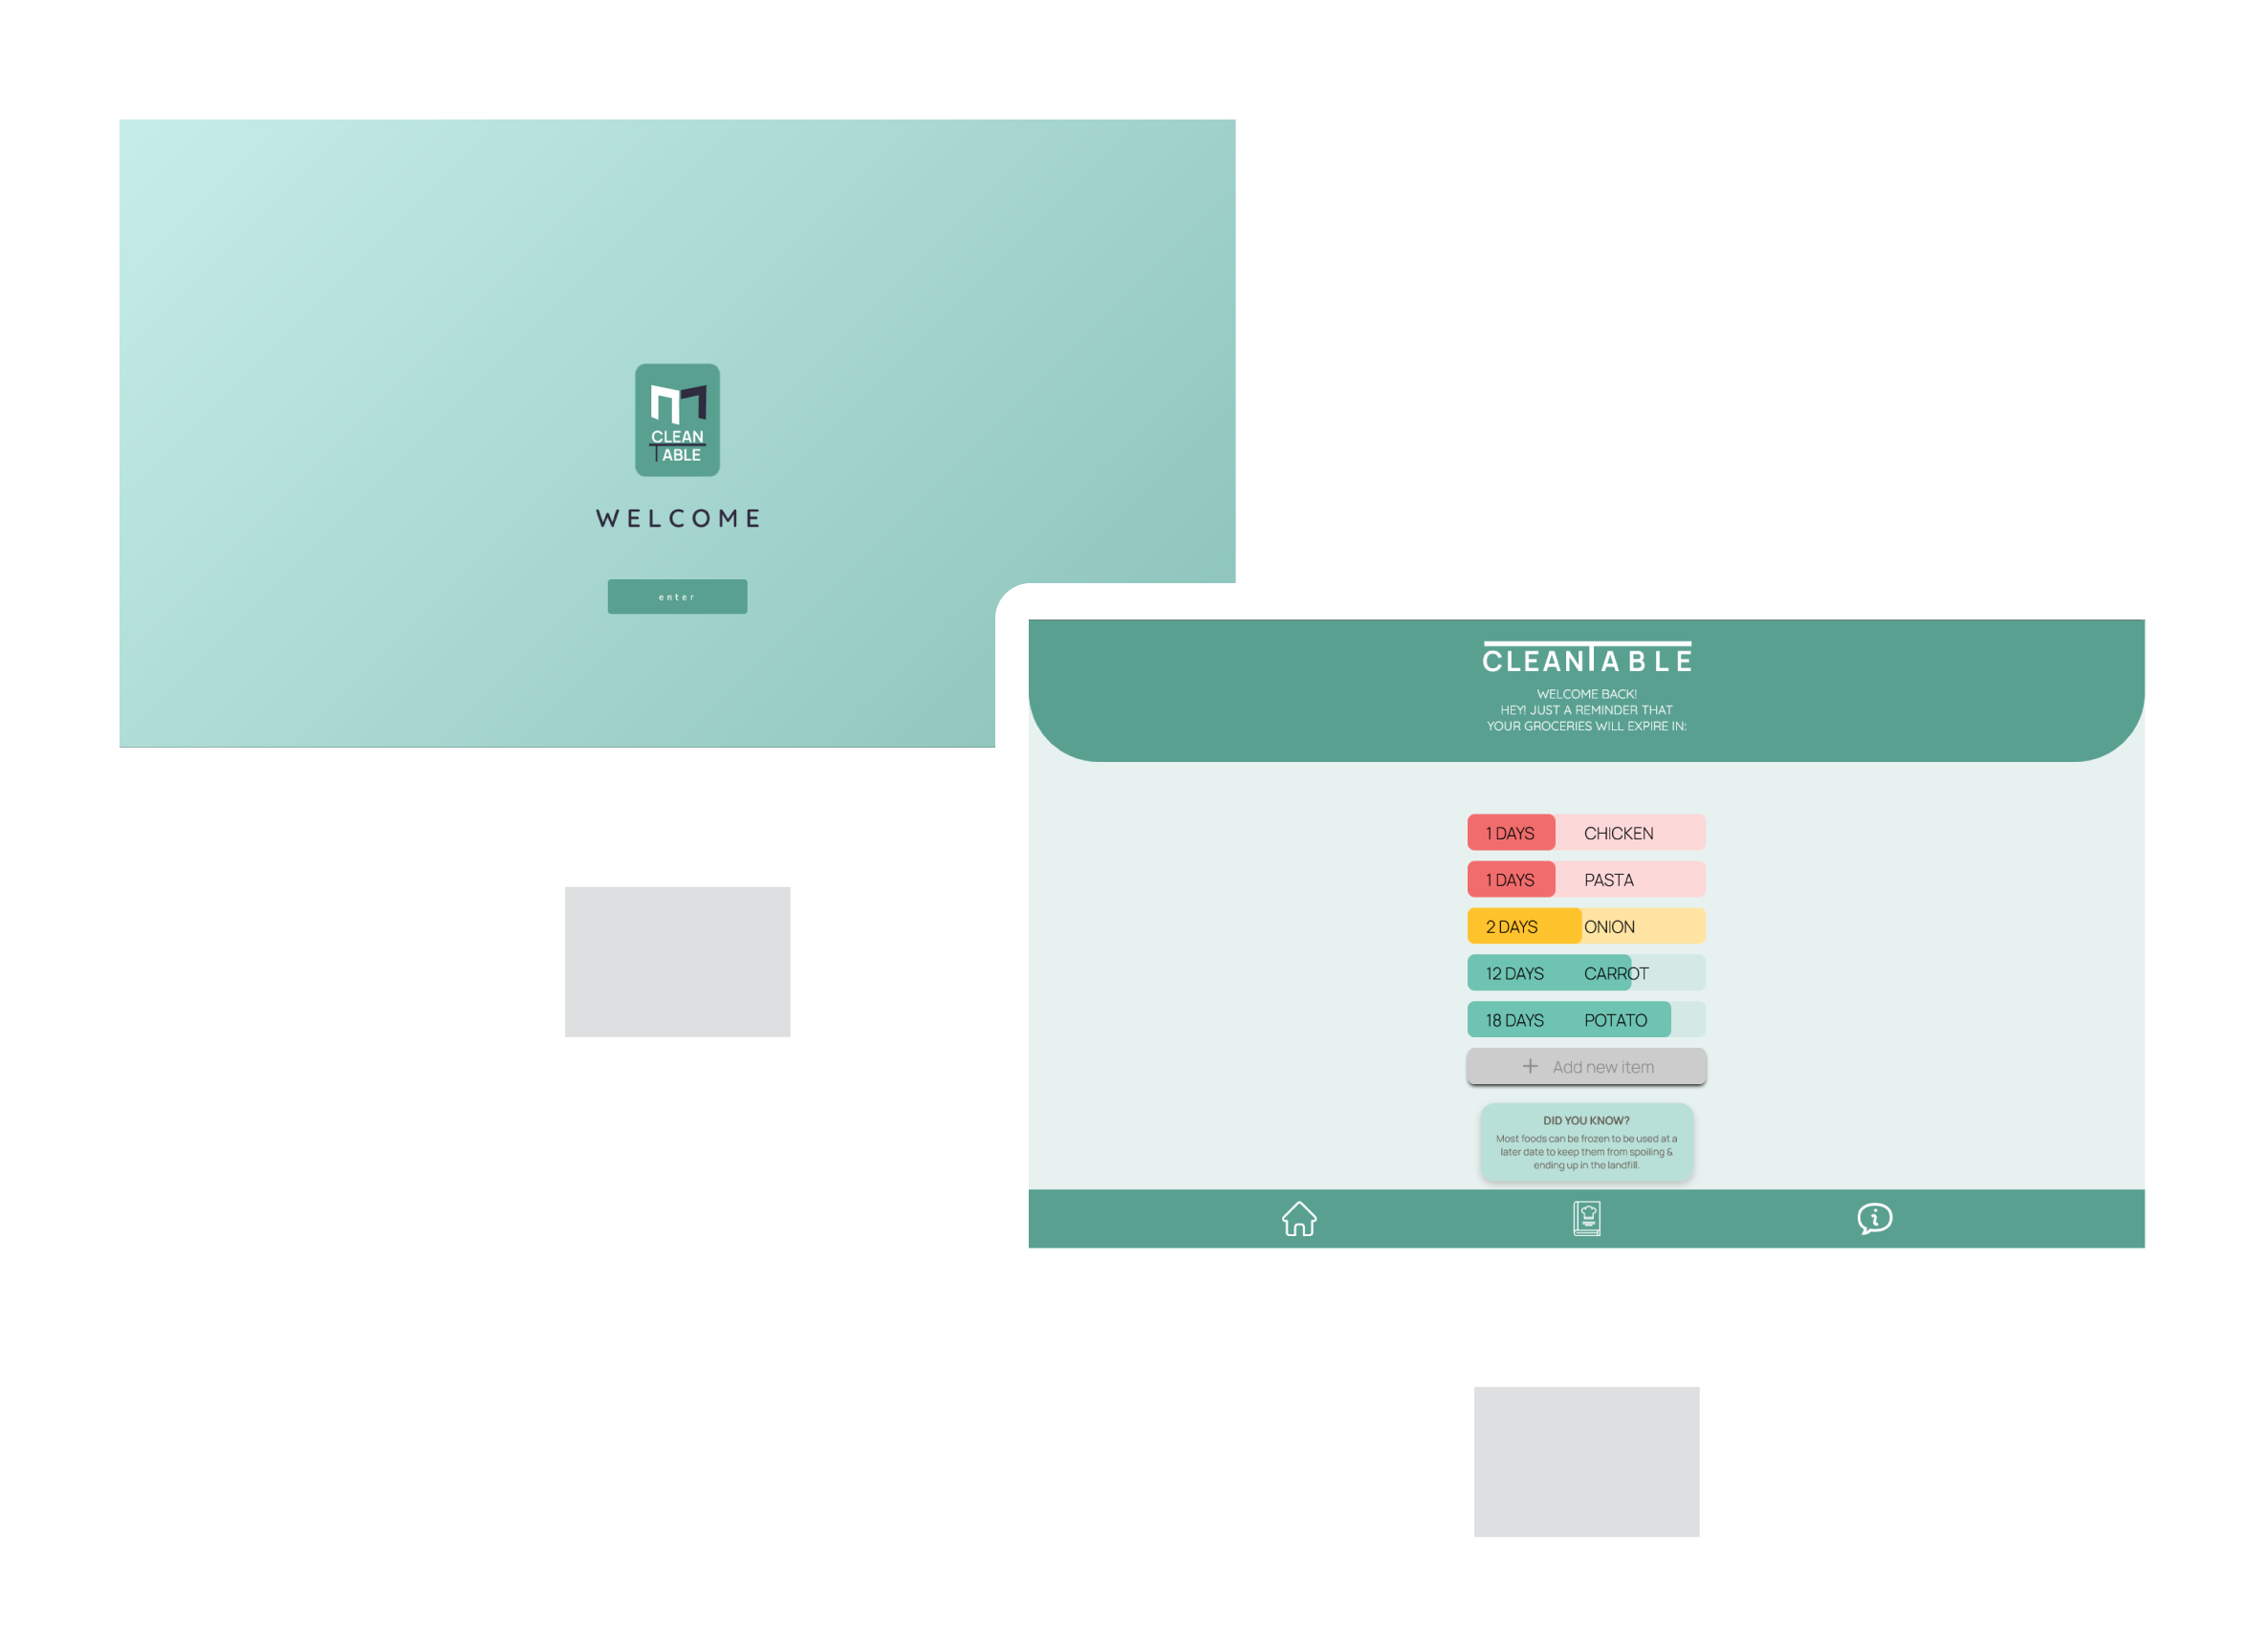 CLEAN
TABLE
WELCOME
enter
CLEANTABLE
WELCOME BACK!
HEY! JUST A REMINDER THAT
YOUR GROCERIES WILL EXPIRE IN:
1 DAYS CHICKEN
1 DAYS PASTA
2 DAYS ONION
12 DAYS CARROT
18 DAYS POTATO
+ Add new item
DID YOU KNOW?
Most foods can be frozen to be used at a
later date to keep them from spoiling &
ending up in the landfill.